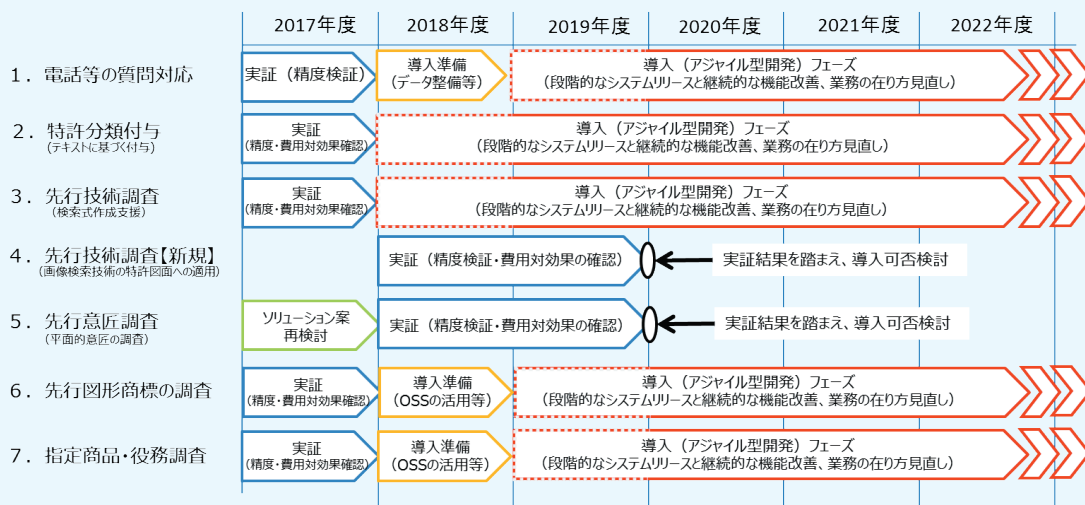 2017年度 2018年度 2019年度 2020年度 2021年度 2022年度
1．電話等の質問対応
実証（精度検証）
導入準備
（データ整備等）
導入（アジャイル型開発）フェーズ
（段階的なシステムリリースと継続的な機能改善、業務の在り方見直し）
2．特許分類付与
（テキストに基づく付与）
実証
（精度・費用対効果確認）
導入（アジャイル型開発）フェーズ
（段階的なシステムリリースと継続的な機能改善、業務の在り方見直し）
3．先行技術調査
（検索式作成支援）
実証
（精度・費用対効果確認）
導入（アジャイル型開発）フェーズ
（段階的なシステムリリースと継続的な機能改善、業務の在り方見直し）
4．先行技術調査【新規】
（画像検索技術の特許図面への適用）
実証（精度検証・費用対効果の確認）
実証結果を踏まえ、導入可否検討
5．先行意匠調査
（平面的意匠の調査）
ソリューション案
再検討
実証（精度検証・費用対効果の確認）
実証結果を踏まえ、導入可否検討
6．先行図形商標の調査
実証
（精度・費用対効果確認）
導入準備
（OSSの活用等）
導入（アジャイル型開発）フェーズ
（段階的なシステムリリースと継続的な機能改善、業務の在り方見直し）
7．指定商品・役務調査
実証
（精度・費用対効果確認）
導入準備
（OSSの活用等）
導入（アジャイル型開発）フェーズ
（段階的なシステムリリースと継続的な機能改善、業務の在り方見直し）